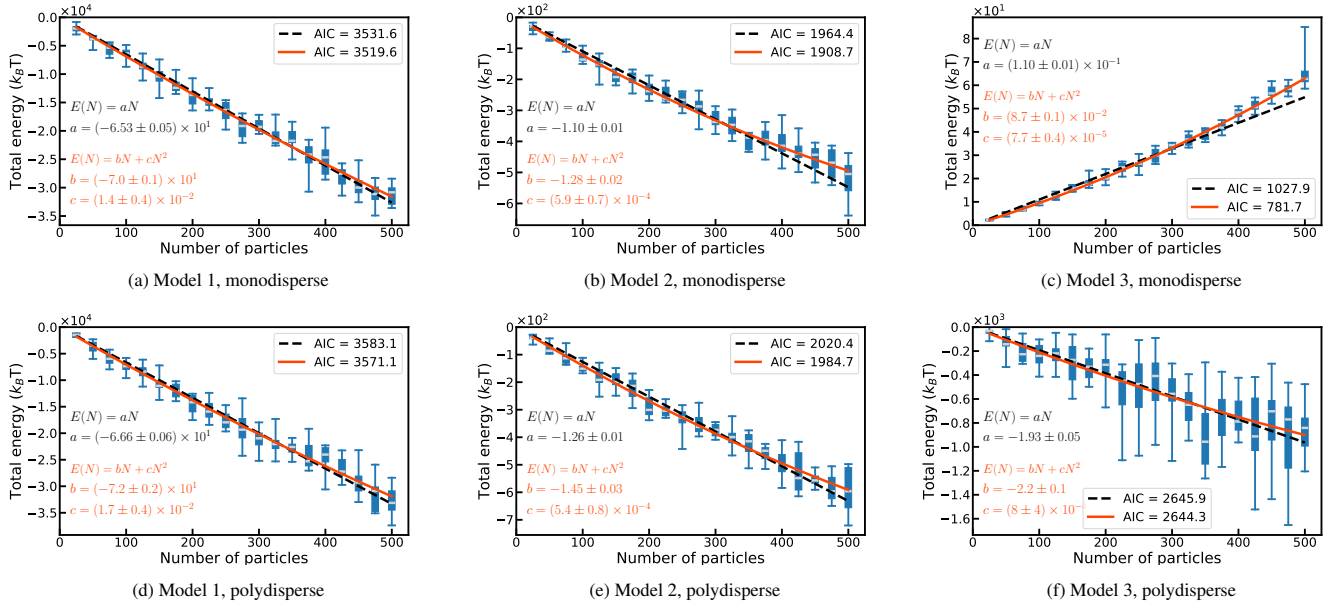 ×10⁴
0.0
−0.5
−1.0
−1.5
−2.0
−2.5
−3.0
−3.5
0
100
200
300
400
500
Total energy (k_BT)
Number of particles
AIC = 3531.6
AIC = 3519.6
E(N) = aN
a = (−6.53 ± 0.05) × 10¹
E(N) = bN + cN²
b = (−7.0 ± 0.1) × 10¹
c = (1.4 ± 0.4) × 10⁻²
(a) Model 1, monodisperse
×10²
0
−1
−2
−3
−4
−5
−6
0
100
200
300
400
500
Total energy (k_BT)
Number of particles
AIC = 1964.4
AIC = 1908.7
E(N) = aN
a = −1.10 ± 0.01
E(N) = bN + cN²
b = −1.28 ± 0.02
c = (5.9 ± 0.7) × 10⁻⁴
(b) Model 2, monodisperse
×10¹
8
7
6
5
4
3
2
1
0
0
100
200
300
400
500
Total energy (k_BT)
Number of particles
E(N) = aN
a = (1.10 ± 0.01) × 10⁻¹
E(N) = bN + cN²
b = (8.7 ± 0.1) × 10⁻²
c = (7.7 ± 0.4) × 10⁻⁵
AIC = 1027.9
AIC = 781.7
(c) Model 3, monodisperse
×10⁴
0.0
−0.5
−1.0
−1.5
−2.0
−2.5
−3.0
−3.5
0
100
200
300
400
500
Total energy (k_BT)
Number of particles
AIC = 3583.1
AIC = 3571.1
E(N) = aN
a = (−6.66 ± 0.06) × 10¹
E(N) = bN + cN²
b = (−7.2 ± 0.2) × 10¹
c = (1.7 ± 0.4) × 10⁻²
(d) Model 1, polydisperse
×10²
0
−1
−2
−3
−4
−5
−6
−7
0
100
200
300
400
500
Total energy (k_BT)
Number of particles
AIC = 2020.4
AIC = 1984.7
E(N) = aN
a = −1.26 ± 0.01
E(N) = bN + cN²
b = −1.45 ± 0.03
c = (5.4 ± 0.8) × 10⁻⁴
(e) Model 2, polydisperse
×10³
0.0
−0.2
−0.4
−0.6
−0.8
−1.0
−1.2
−1.4
−1.6
0
100
200
300
400
500
Total energy (k_BT)
Number of particles
E(N) = aN
a = −1.93 ± 0.05
E(N) = bN + cN²
b = −2.2 ± 0.1
c = (8 ± 4) × 10⁻
AIC = 2645.9
AIC = 2644.3
(f) Model 3, polydisperse